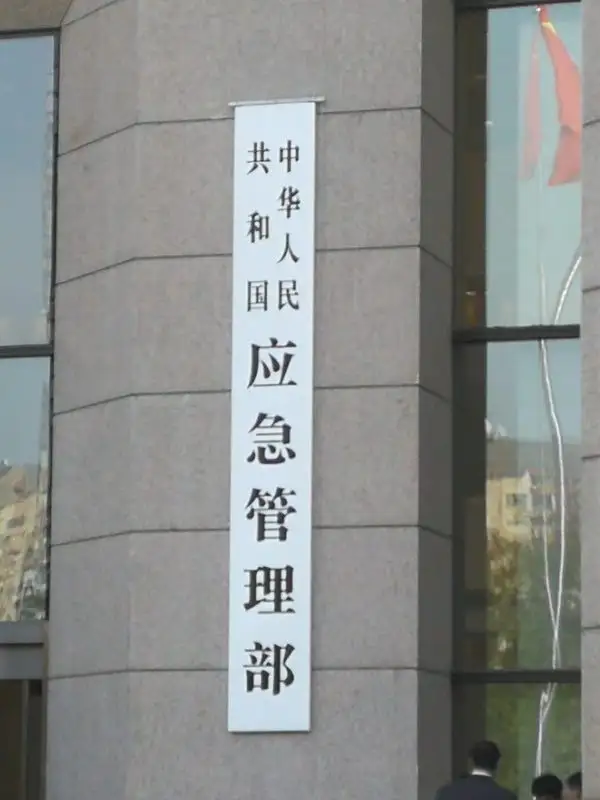 中华人民
共和国
应急管理部